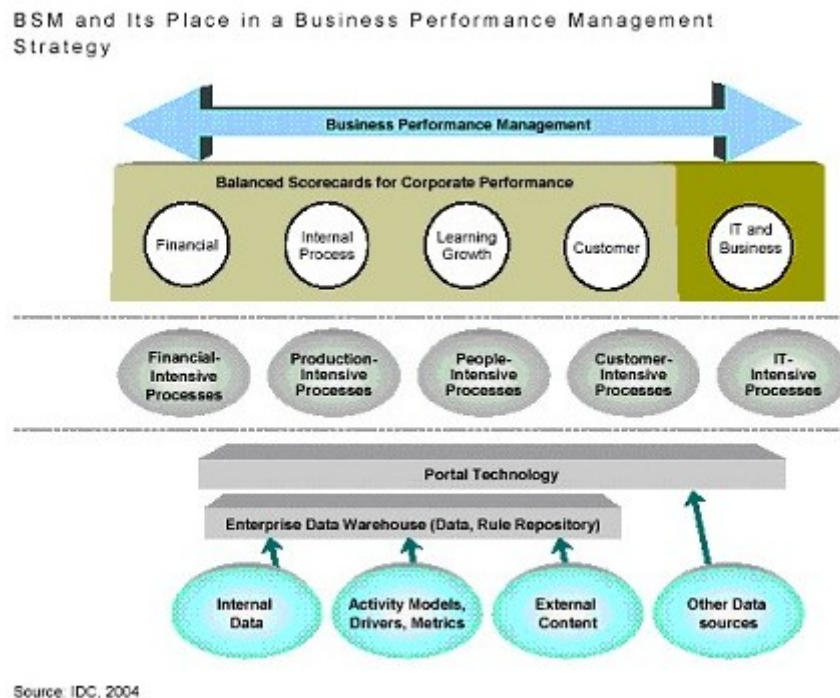 BSM and Its Place in a Business Performance Management
Strategy
Business Performance Management
Balanced Scorecards for Corporate Performance
Financial
Internal
Process
Learning
Growth
Customer
IT and
Business
Financial-
Intensive
Processes
Production-
Intensive
Processes
People-
Intensive
Processes
Customer-
Intensive
Processes
IT-
Intensive
Processes
Portal Technology
Enterprise Data Warehouse (Data, Rule Repository)
Internal
Data
Activity Models,
Drivers, Metrics
External
Content
Other Data
sources
Source: IDC, 2004